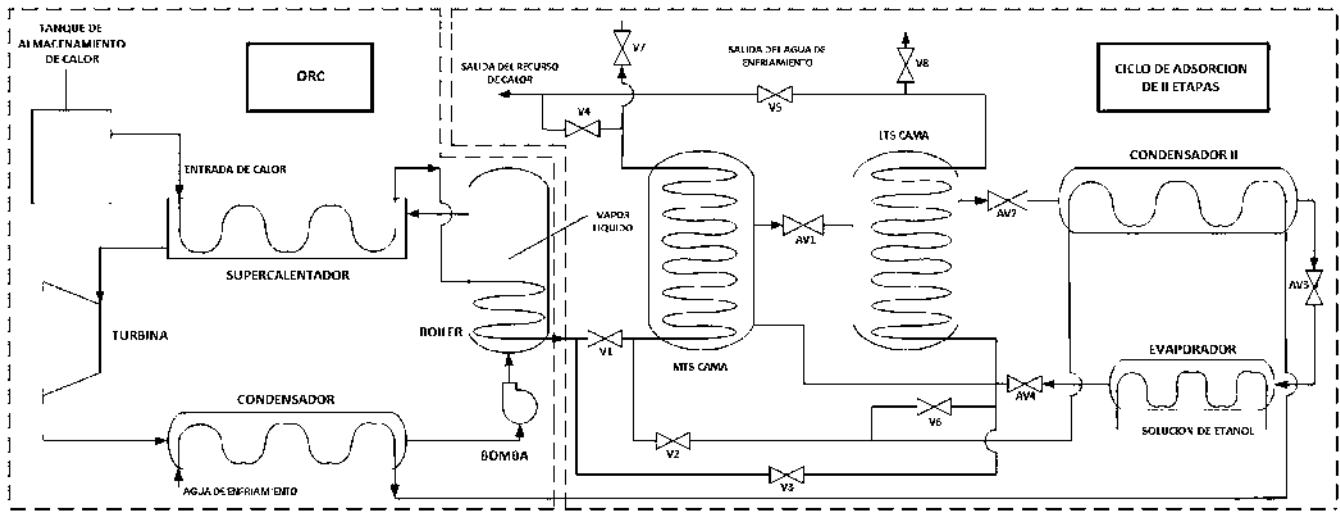 TANQUE DE
ALMACENAMIENTO
DE CALOR
ORC
ENTRADA DE CALOR
SUPERCALENTADOR
TURBINA
CONDENSADOR
AGUA DE ENFRIAMIENTO
BOMBA
BOILER
VAPOR
LIQUIDO
SALIDA DEL RECURSO
DE CALOR
V7
SALIDA DEL AGUA DE
ENFRIAMIENTO
V8
V4
V5
CICLO DE ADSORCION
DE II ETAPAS
LTS CAMA
CONDENSADOR II
AV1
AV2
AV3
V1
MTS CAMA
EVAPORADOR
AV4
SOLUCION DE ETANOL
V6
V2
V3